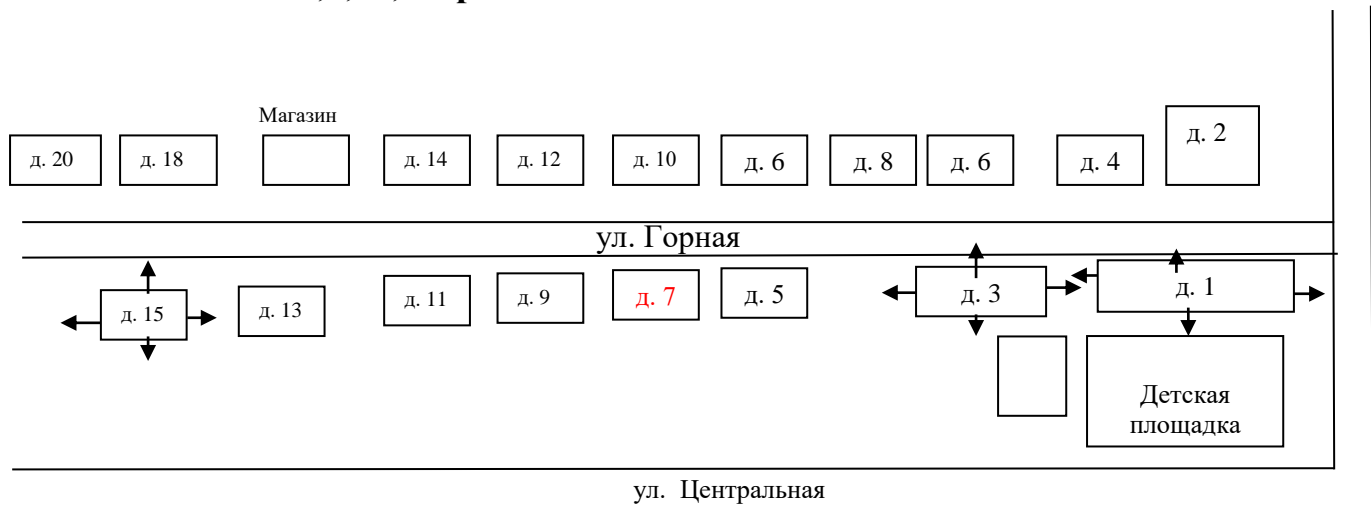 Магазин
д. 20 д. 18 д. 14 д. 12 д. 10 д. 6 д. 8 д. 6 д. 4 д. 2
ул. Горная
д. 15 д. 13 д. 11 д. 9 д. 7 д. 5 д. 3 д. 1
Детская
площадка
ул. Центральная